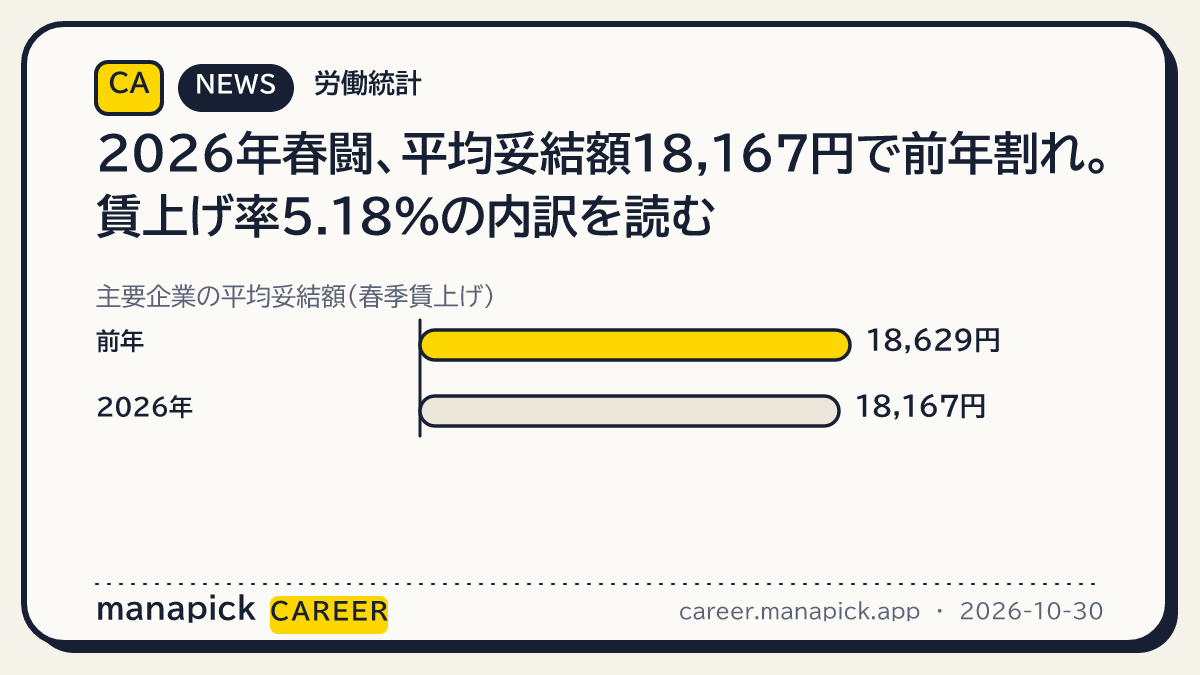 CA NEWS 労働統計
2026年春闘、平均妥結額18,167円で前年割れ。
賃上げ率5.18%の内訳を読む
主要企業の平均妥結額(春季賃上げ)
前年 18,629円
2026年 18,167円
manapick CAREER career.manapick.app ・ 2026-10-30